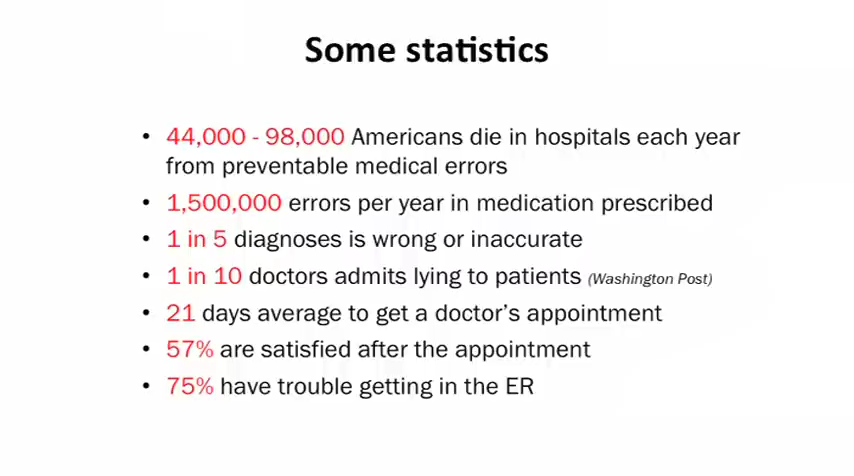 Some statistics
• 44,000 - 98,000 Americans die in hospitals each year
from preventable medical errors
• 1,500,000 errors per year in medication prescribed
• 1 in 5 diagnoses is wrong or inaccurate
• 1 in 10 doctors admits lying to patients (Washington Post)
• 21 days average to get a doctor’s appointment
• 57% are satisfied after the appointment
• 75% have trouble getting in the ER